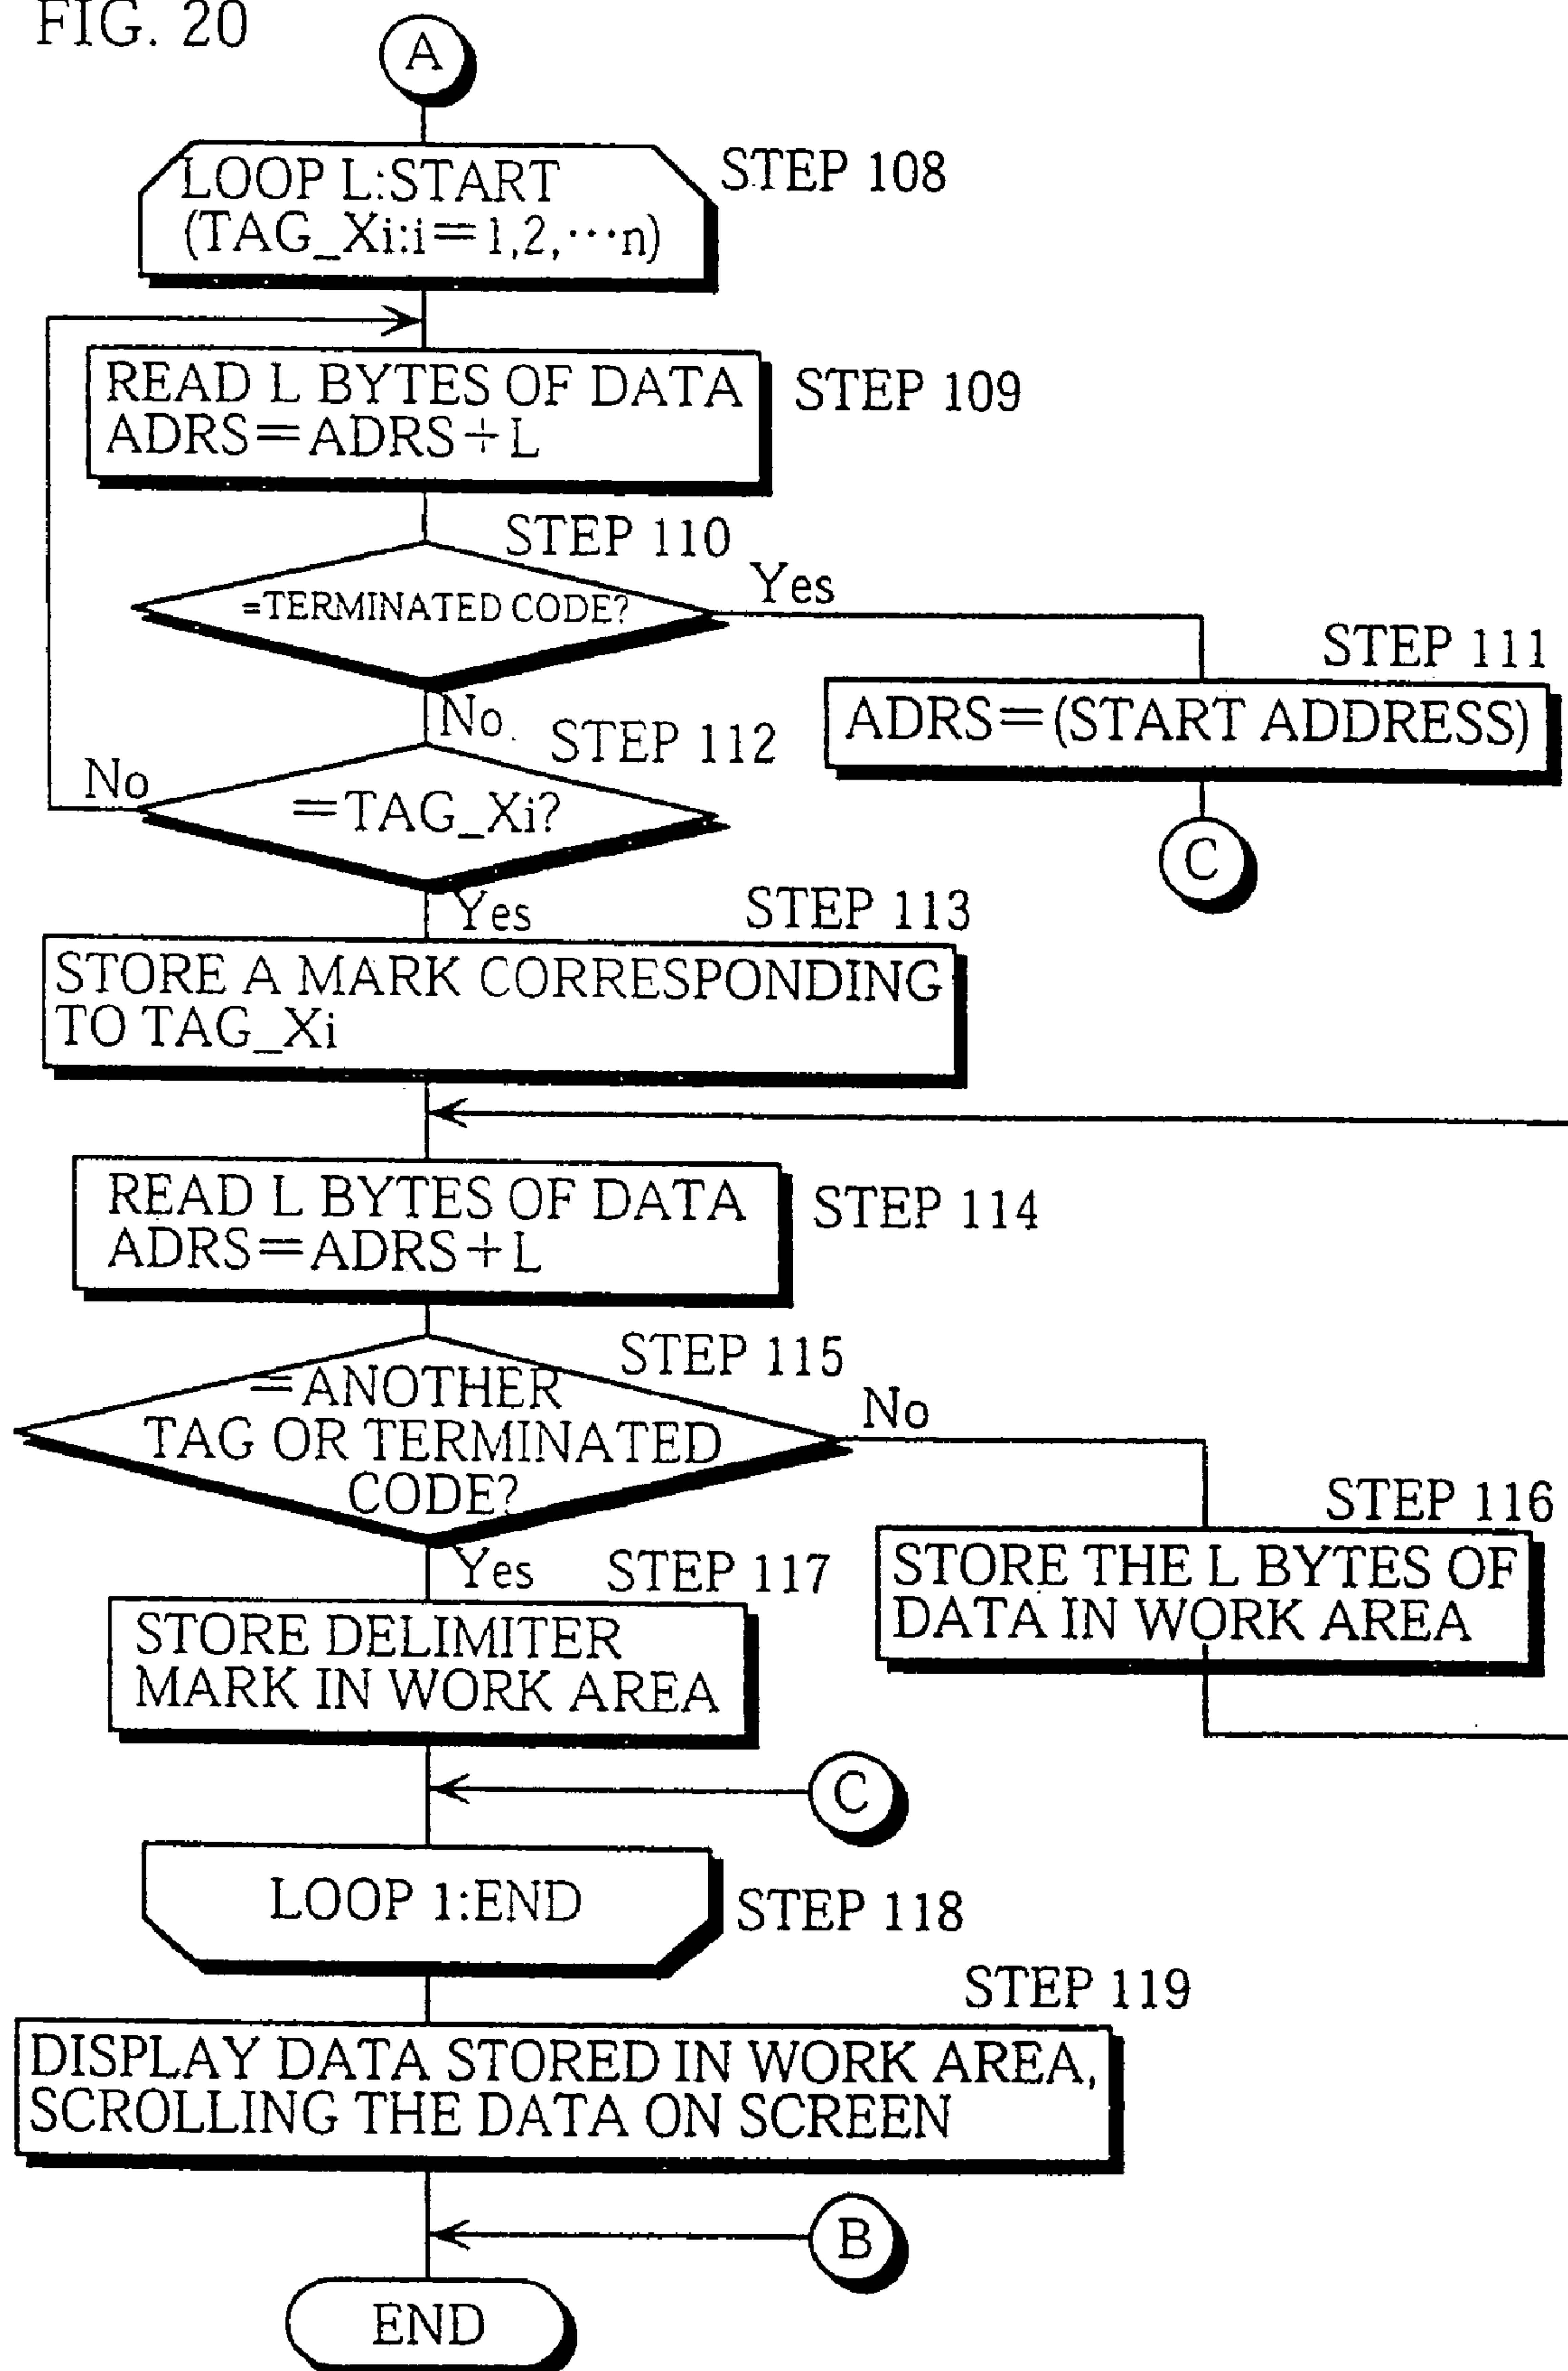 FIG. 20
A
LOOP L:START
(TAG_Xi:i=1,2,···n)
STEP 108
READ L BYTES OF DATA
ADRS=ADRS+L
STEP 109
STEP 110
=TERMINATED CODE?
Yes
No
STEP 111
ADRS=(START ADDRESS)
C
STEP 112
=TAG_Xi?
No
Yes
STEP 113
STORE A MARK CORRESPONDING
TO TAG_Xi
READ L BYTES OF DATA
ADRS=ADRS+L
STEP 114
STEP 115
=ANOTHER
TAG OR TERMINATED
CODE?
No
Yes
STEP 116
STORE THE L BYTES OF
DATA IN WORK AREA
STEP 117
STORE DELIMITER
MARK IN WORK AREA
C
LOOP 1:END
STEP 118
STEP 119
DISPLAY DATA STORED IN WORK AREA,
SCROLLING THE DATA ON SCREEN
B
END